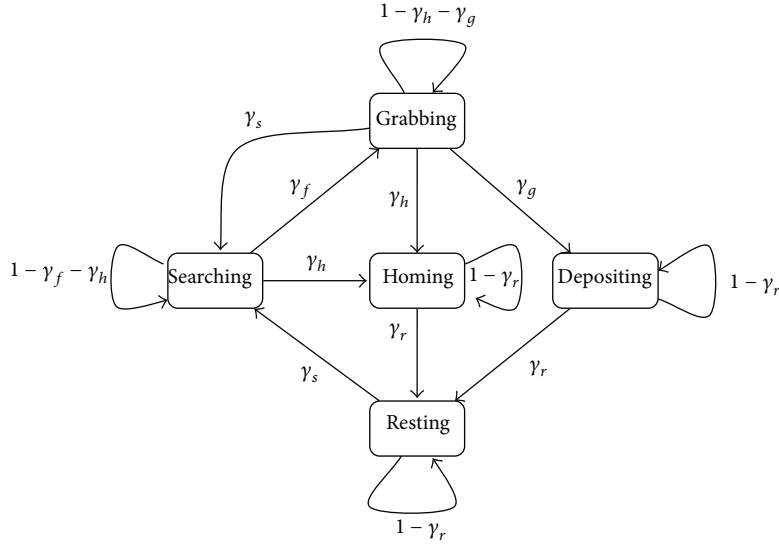 1 − γ_h − γ_g
Grabbing
γ_s
γ_f
γ_h
γ_g
1 − γ_f − γ_h
Searching
γ_h
Homing
1 − γ_r
Depositing
1 − γ_r
γ_r
γ_s
γ_r
Resting
1 − γ_r